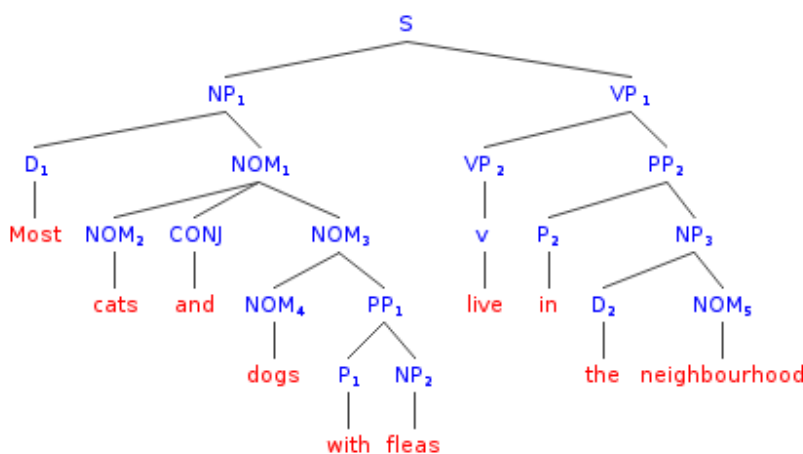 S
NP₁ VP₁
D₁ NOM₁ VP₂ PP₂
Most NOM₂ CONJ NOM₃ v P₂ NP₃
cats and NOM₄ PP₁ live in D₂ NOM₅
dogs P₁ NP₂ the neighbourhood
with fleas